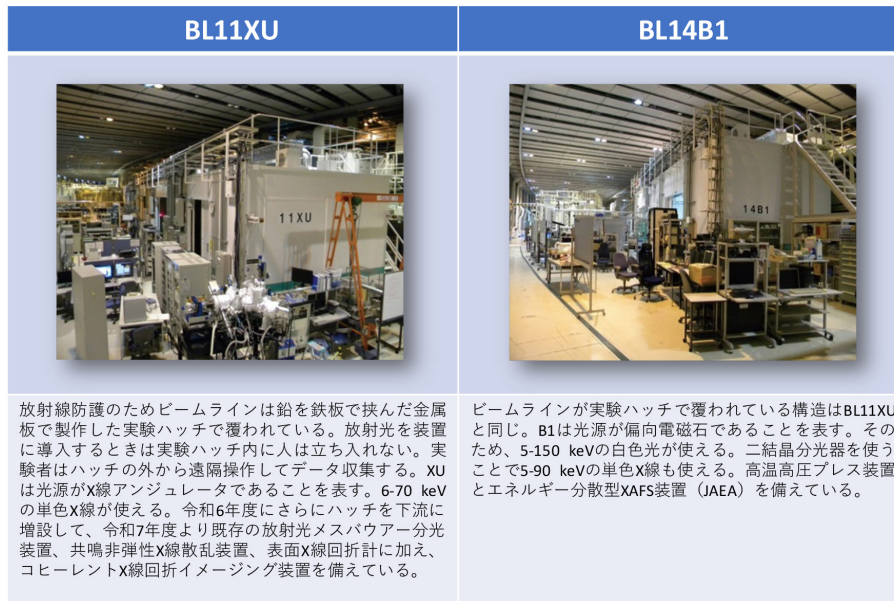 BL11XU
BL14B1
11XU
14B1
放射線防護のためビームラインは鉛を鉄板で挟んだ金属
板で製作した実験ハッチで覆われている。放射光を装置
に導入するときは実験ハッチ内に人は立ち入れない。実
験者はハッチの外から遠隔操作してデータ収集する。XU
は光源がX線アンジュレータであることを表す。6-70 keV
の単色X線が使える。令和6年度にさらにハッチを下流に
増設して、令和7年度より既存の放射光メスバウアー分光
装置、共鳴非弾性X線散乱装置、表面X線回折計に加え、
コヒーレントX線回折イメージング装置を備えている。
ビームラインが実験ハッチで覆われている構造はBL11XU
と同じ。B1は光源が偏向電磁石であることを表す。その
ため、5-150 keVの白色光が使える。二結晶分光器を使う
ことで5-90 keVの単色X線も使える。高温高圧プレス装置
とエネルギー分散型XAFS装置（JAEA）を備えている。